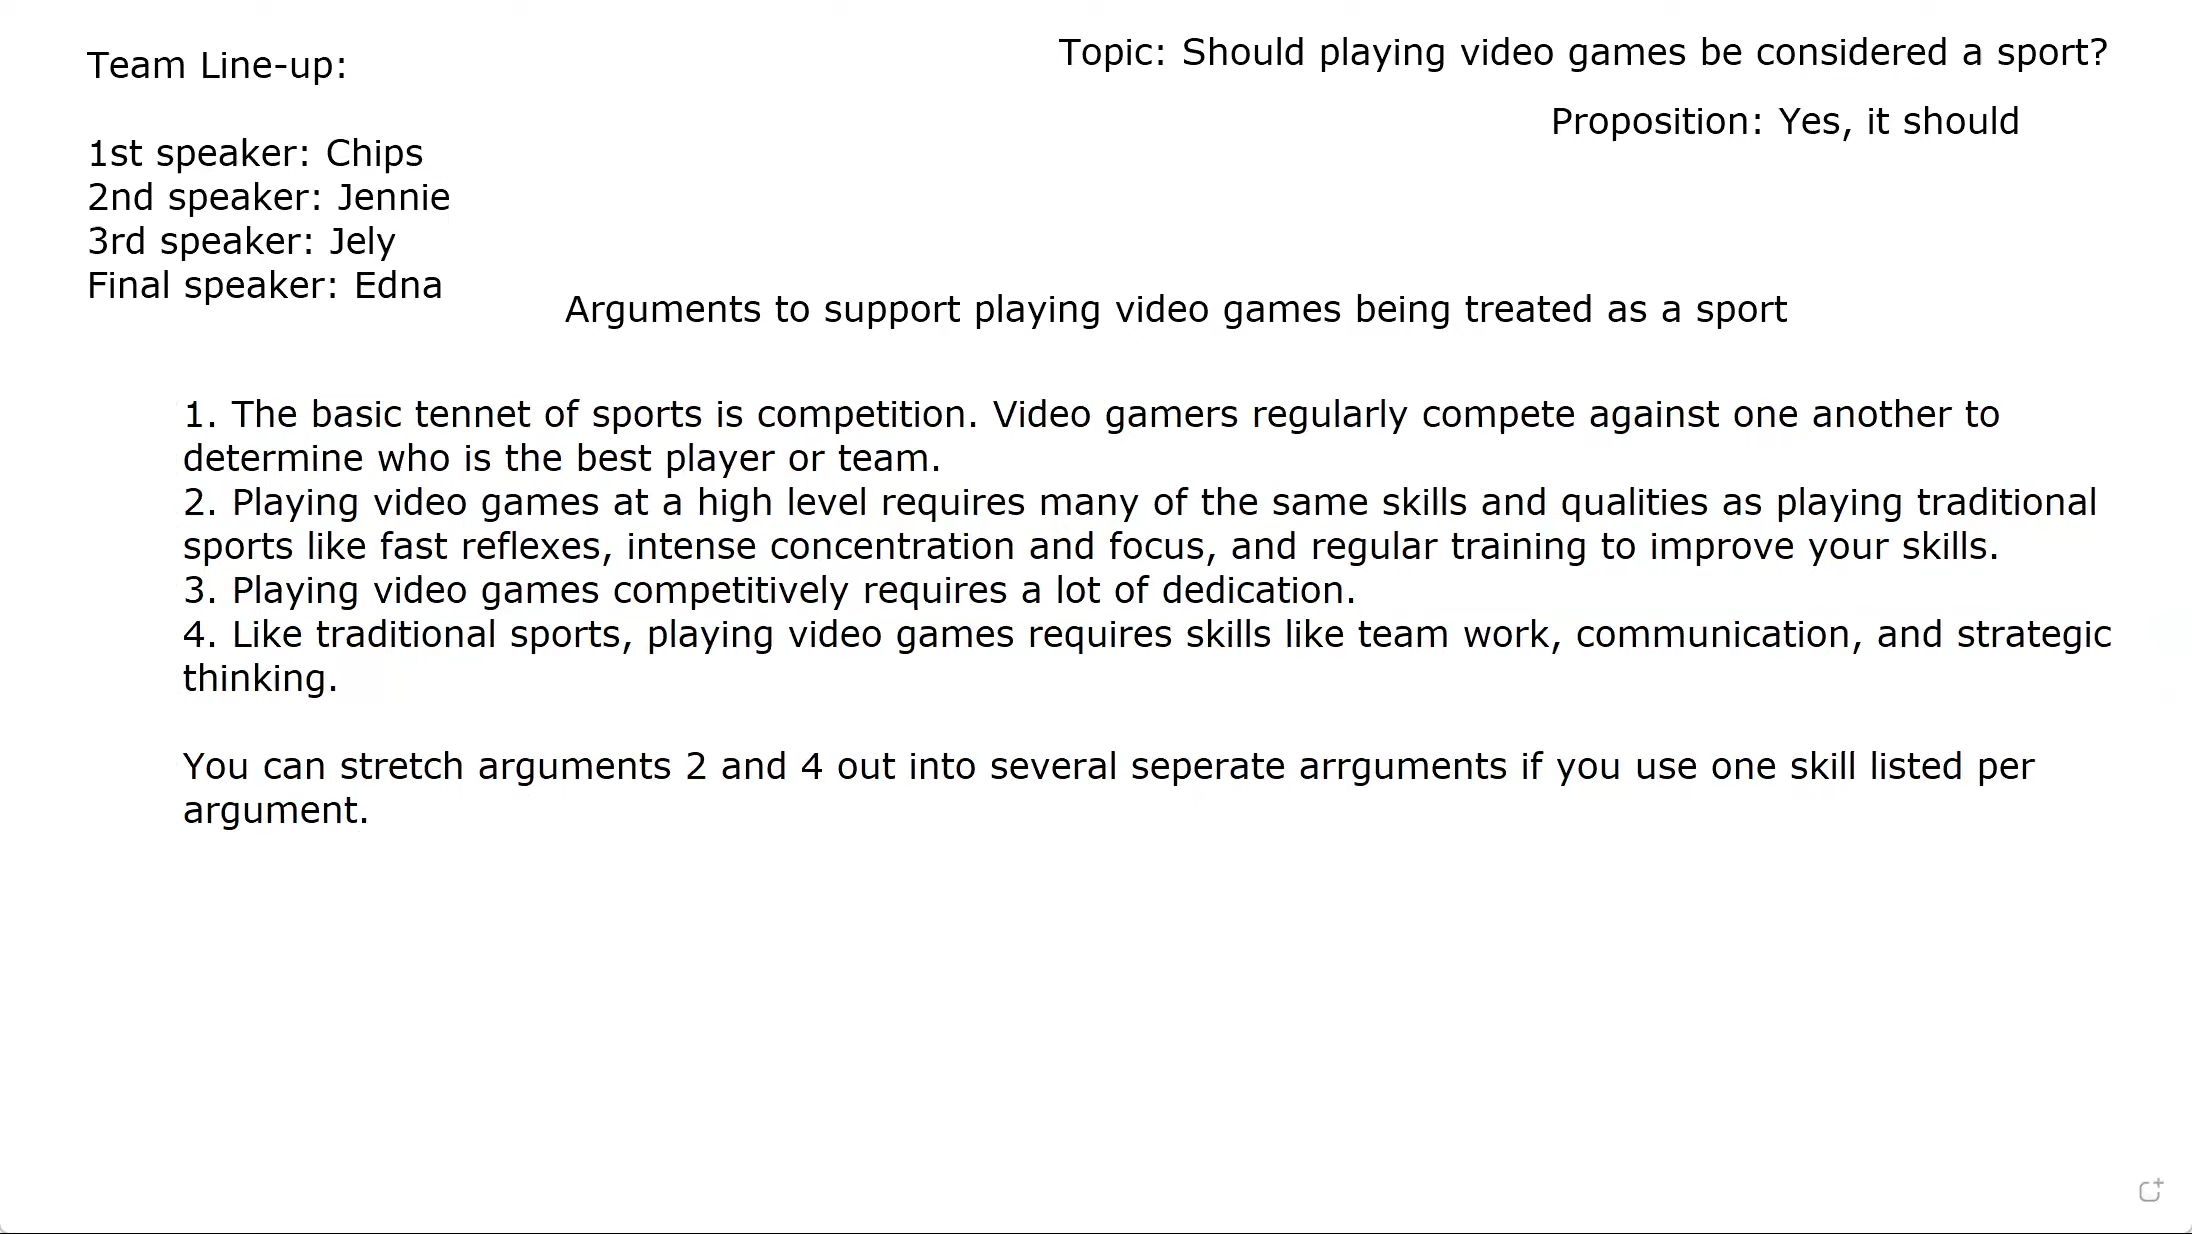 Team Line-up:
1st speaker: Chips
2nd speaker: Jennie
3rd speaker: Jely
Final speaker: Edna
Topic: Should playing video games be considered a sport?
Proposition: Yes, it should
Arguments to support playing video games being treated as a sport
1. The basic tennet of sports is competition. Video gamers regularly compete against one another to
determine who is the best player or team.
2. Playing video games at a high level requires many of the same skills and qualities as playing traditional
sports like fast reflexes, intense concentration and focus, and regular training to improve your skills.
3. Playing video games competitively requires a lot of dedication.
4. Like traditional sports, playing video games requires skills like team work, communication, and strategic
thinking.
You can stretch arguments 2 and 4 out into several seperate arrguments if you use one skill listed per
argument.